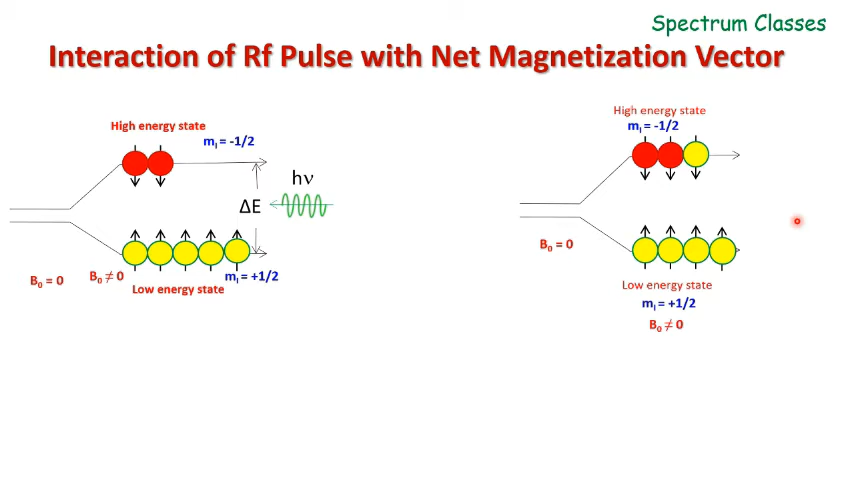 Spectrum Classes
Interaction of Rf Pulse with Net Magnetization Vector
High energy state
mI = -1/2
hν
ΔE
B0 = 0
B0 ≠ 0
mI = +1/2
Low energy state
High energy state
mI = -1/2
B0 = 0
Low energy state
mI = +1/2
B0 ≠ 0